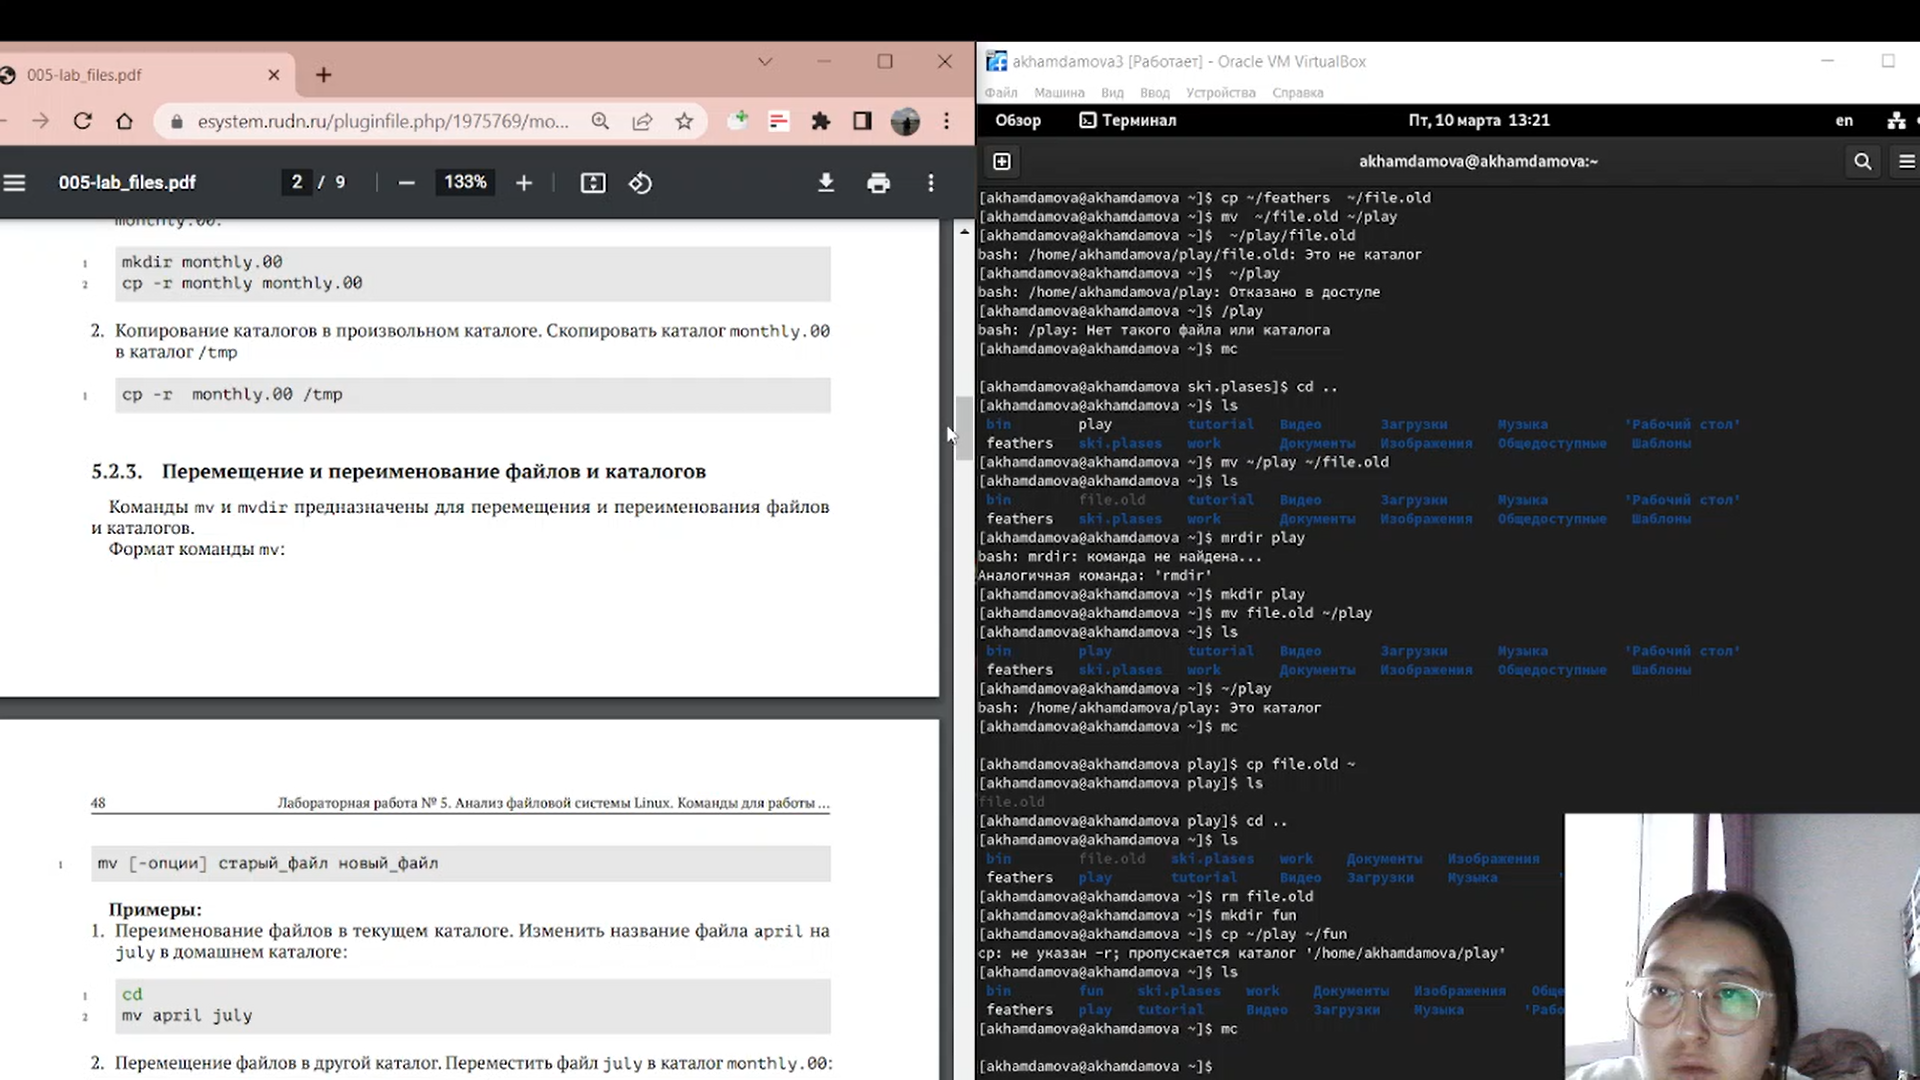 005-lab_files.pdf
esystem.rudn.ru/pluginfile.php/1975769/mo...
005-lab_files.pdf
2 / 9
133%
monthly.00.
1 mkdir monthly.00
2 cp -r monthly monthly.00
2. Копирование каталогов в произвольном каталоге. Скопировать каталог monthly.00
в каталог /tmp
1 cp -r monthly.00 /tmp
5.2.3. Перемещение и переименование файлов и каталогов
Команды mv и mvdir предназначены для перемещения и переименования файлов
и каталогов.
Формат команды mv:
48 Лабораторная работа № 5. Анализ файловой системы Linux. Команды для работы ...
1 mv [-опции] старый_файл новый_файл
Примеры:
1. Переименование файлов в текущем каталоге. Изменить название файла april на
july в домашнем каталоге:
1 cd
2 mv april july
2. Перемещение файлов в другой каталог. Переместить файл july в каталог monthly.00:
akhamdamova3 [Работает] - Oracle VM VirtualBox
Файл Машина Вид Ввод Устройства Справка
Обзор Терминал Пт, 10 марта 13:21 en
akhamdamova@akhamdamova:~
[akhamdamova@akhamdamova ~]$ cp ~/feathers ~/file.old
[akhamdamova@akhamdamova ~]$ mv ~/file.old ~/play
[akhamdamova@akhamdamova ~]$ ~/play/file.old
bash: /home/akhamdamova/play/file.old: Это не каталог
[akhamdamova@akhamdamova ~]$ ~/play
bash: /home/akhamdamova/play: Отказано в доступе
[akhamdamova@akhamdamova ~]$ /play
bash: /play: Нет такого файла или каталога
[akhamdamova@akhamdamova ~]$ mc
[akhamdamova@akhamdamova ski.plases]$ cd ..
[akhamdamova@akhamdamova ~]$ ls
bin play tutorial Видео Загрузки Музыка 'Рабочий стол'
feathers ski.plases work Документы Изображения Общедоступные Шаблоны
[akhamdamova@akhamdamova ~]$ mv ~/play ~/file.old
[akhamdamova@akhamdamova ~]$ ls
bin file.old tutorial Видео Загрузки Музыка 'Рабочий стол'
feathers ski.plases work Документы Изображения Общедоступные Шаблоны
[akhamdamova@akhamdamova ~]$ mrdir play
bash: mrdir: команда не найдена...
Аналогичная команда: 'rmdir'
[akhamdamova@akhamdamova ~]$ mkdir play
[akhamdamova@akhamdamova ~]$ mv file.old ~/play
[akhamdamova@akhamdamova ~]$ ls
bin play tutorial Видео Загрузки Музыка 'Рабочий стол'
feathers ski.plases work Документы Изображения Общедоступные Шаблоны
[akhamdamova@akhamdamova ~]$ ~/play
bash: /home/akhamdamova/play: Это каталог
[akhamdamova@akhamdamova ~]$ mc
[akhamdamova@akhamdamova play]$ cp file.old ~
[akhamdamova@akhamdamova play]$ ls
file.old
[akhamdamova@akhamdamova play]$ cd ..
[akhamdamova@akhamdamova ~]$ ls
bin file.old ski.plases work Документы Изображения
feathers play tutorial Видео Загрузки Музыка '
[akhamdamova@akhamdamova ~]$ rm file.old
[akhamdamova@akhamdamova ~]$ mkdir fun
[akhamdamova@akhamdamova ~]$ cp ~/play ~/fun
cp: не указан -r; пропускается каталог '/home/akhamdamova/play'
[akhamdamova@akhamdamova ~]$ ls
bin fun ski.plases work Документы Изображения Обще
feathers play tutorial Видео Загрузки Музыка 'Рабо
[akhamdamova@akhamdamova ~]$ mc
[akhamdamova@akhamdamova ~]$